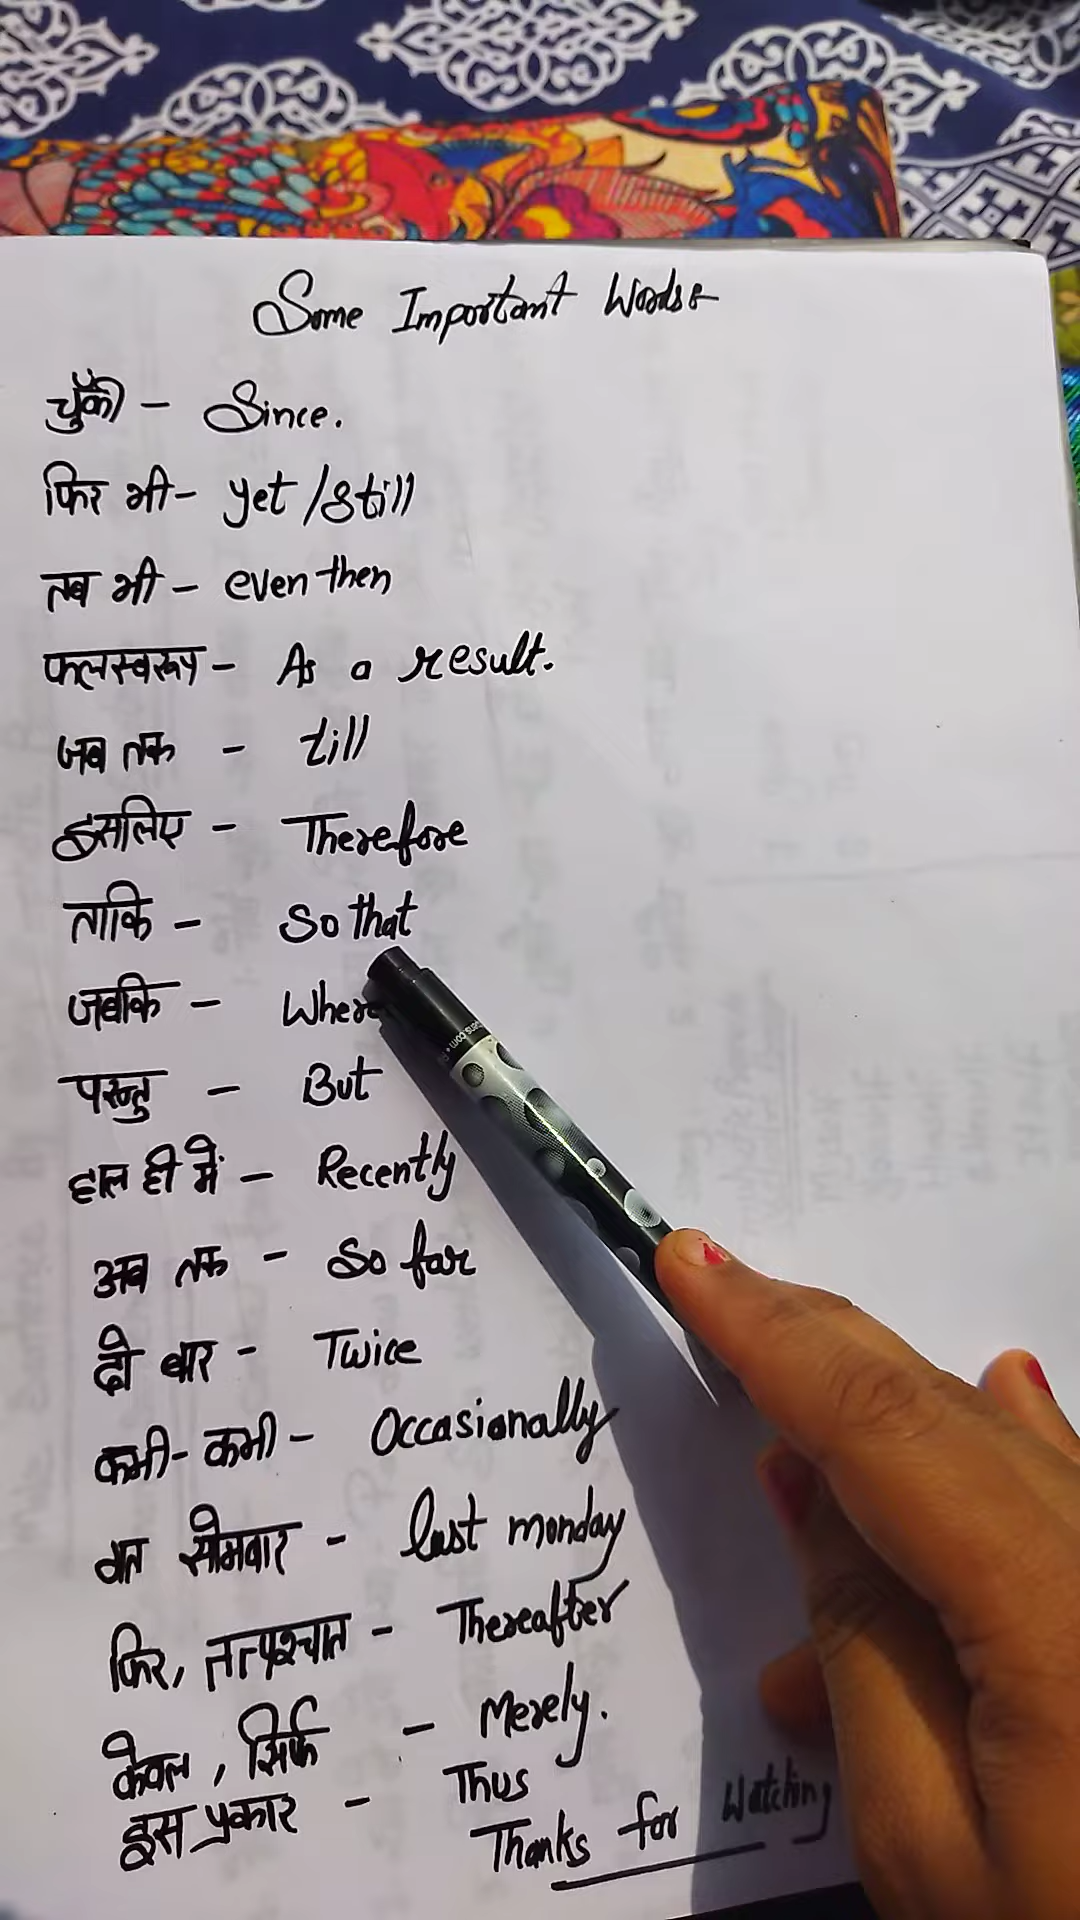 Some Important Words
चुँकी - Since.
फिर भी - yet / still
तब भी - even then
फलस्वरूप - As a result.
जब तक - till
इसलिए - Therefore
ताकि - So that
जबकि -
परन्तु - But
हाल ही में - Recently
अब तक - So far
दो बार - Twice
कभी-कभी - Occasionally
गत सोमवार - last monday
फिर, तत्पश्चात - Thereafter
केवल, सिर्फ - Merely.
इस प्रकार - Thus
Thanks for Watching